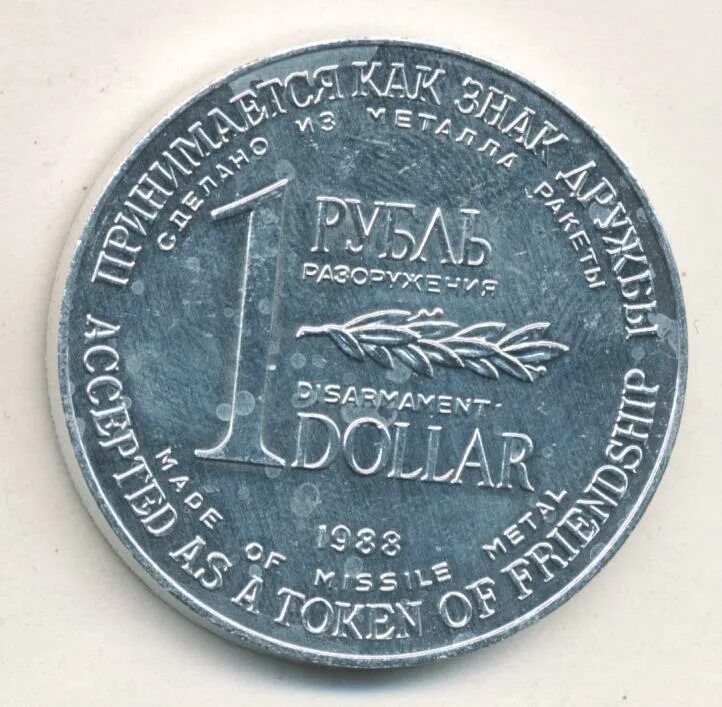 ПРИНИМАЕТСЯ КАК ЗНАК ДРУЖБЫ
СДЕЛАНО ИЗ МЕТАЛЛА РАКЕТЫ
1 РУБЛЬ
РАЗОРУЖЕНИЯ
DISARMAMENT
DOLLAR
1988
MADE OF MISSILE METAL
ACCEPTED AS A TOKEN OF FRIENDSHIP